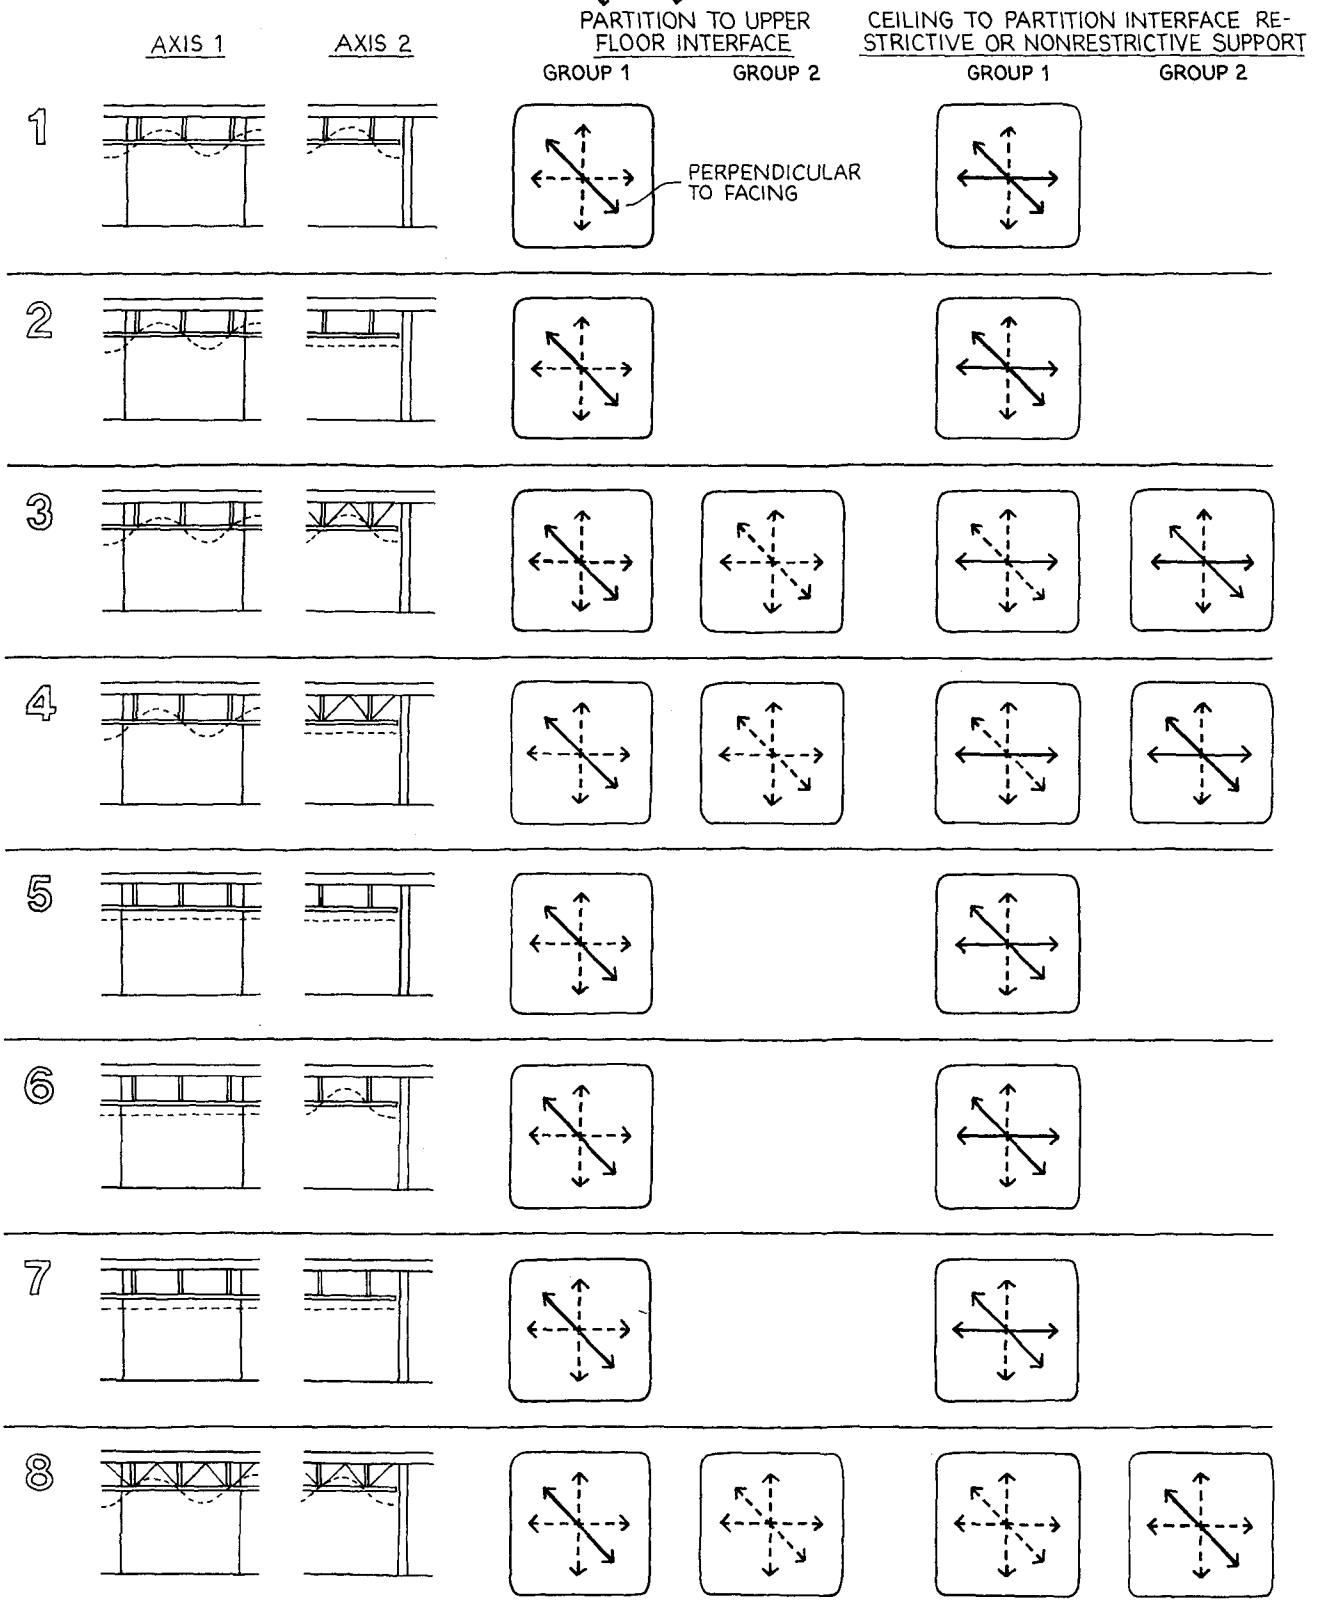 PARTITION TO UPPER
FLOOR INTERFACE
CEILING TO PARTITION INTERFACE RE-
STRICTIVE OR NONRESTRICTIVE SUPPORT
AXIS 1
AXIS 2
GROUP 1
GROUP 2
GROUP 1
GROUP 2
1
PERPENDICULAR
TO FACING
2
3
4
5
6
7
8